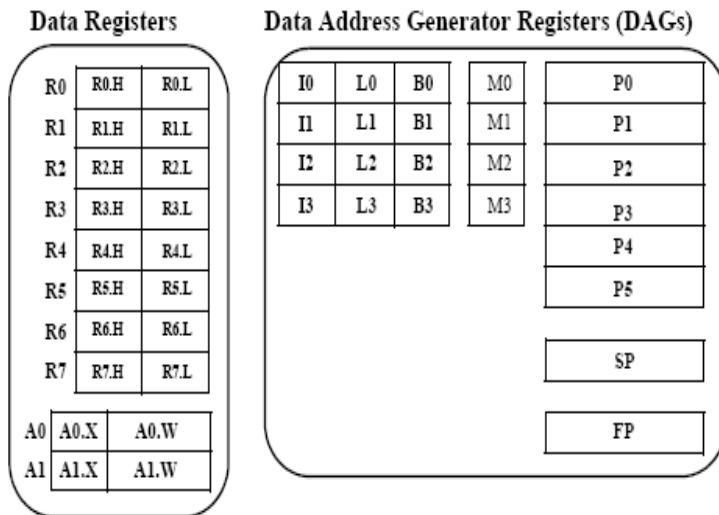 Data Registers
Data Address Generator Registers (DAGs)
R0 R0.H R0.L
R1 R1.H R1.L
R2 R2.H R2.L
R3 R3.H R3.L
R4 R4.H R4.L
R5 R5.H R5.L
R6 R6.H R6.L
R7 R7.H R7.L
A0 A0.X A0.W
A1 A1.X A1.W
I0 L0 B0 M0
I1 L1 B1 M1
I2 L2 B2 M2
I3 L3 B3 M3
P0
P1
P2
P3
P4
P5
SP
FP